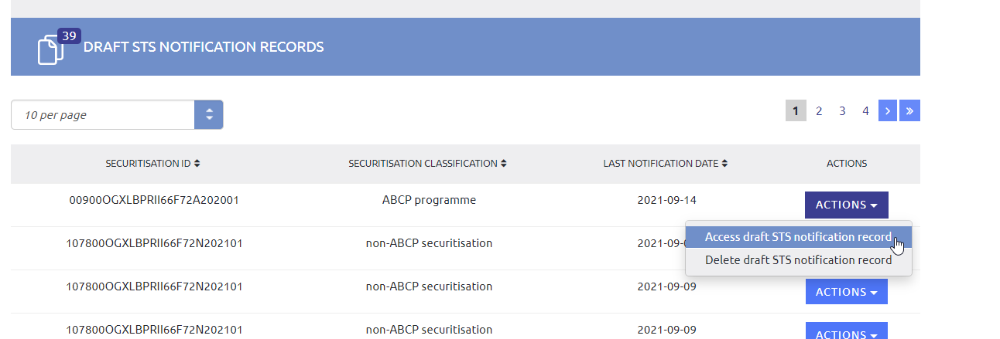 39
DRAFT STS NOTIFICATION RECORDS
10 per page
1 2 3 4 › »
SECURITISATION ID SECURITISATION CLASSIFICATION LAST NOTIFICATION DATE ACTIONS
00900OGXLBPRII66F72A202001 ABCP programme 2021-09-14 ACTIONS
Access draft STS notification record
107800OGXLBPRII66F72N202101 non-ABCP securitisation 2021-09-
Delete draft STS notification record
107800OGXLBPRII66F72N202101 non-ABCP securitisation 2021-09-09 ACTIONS
107800OGXLBPRII66F72N202101 non-ABCP securitisation 2021-09-09 ACTIONS